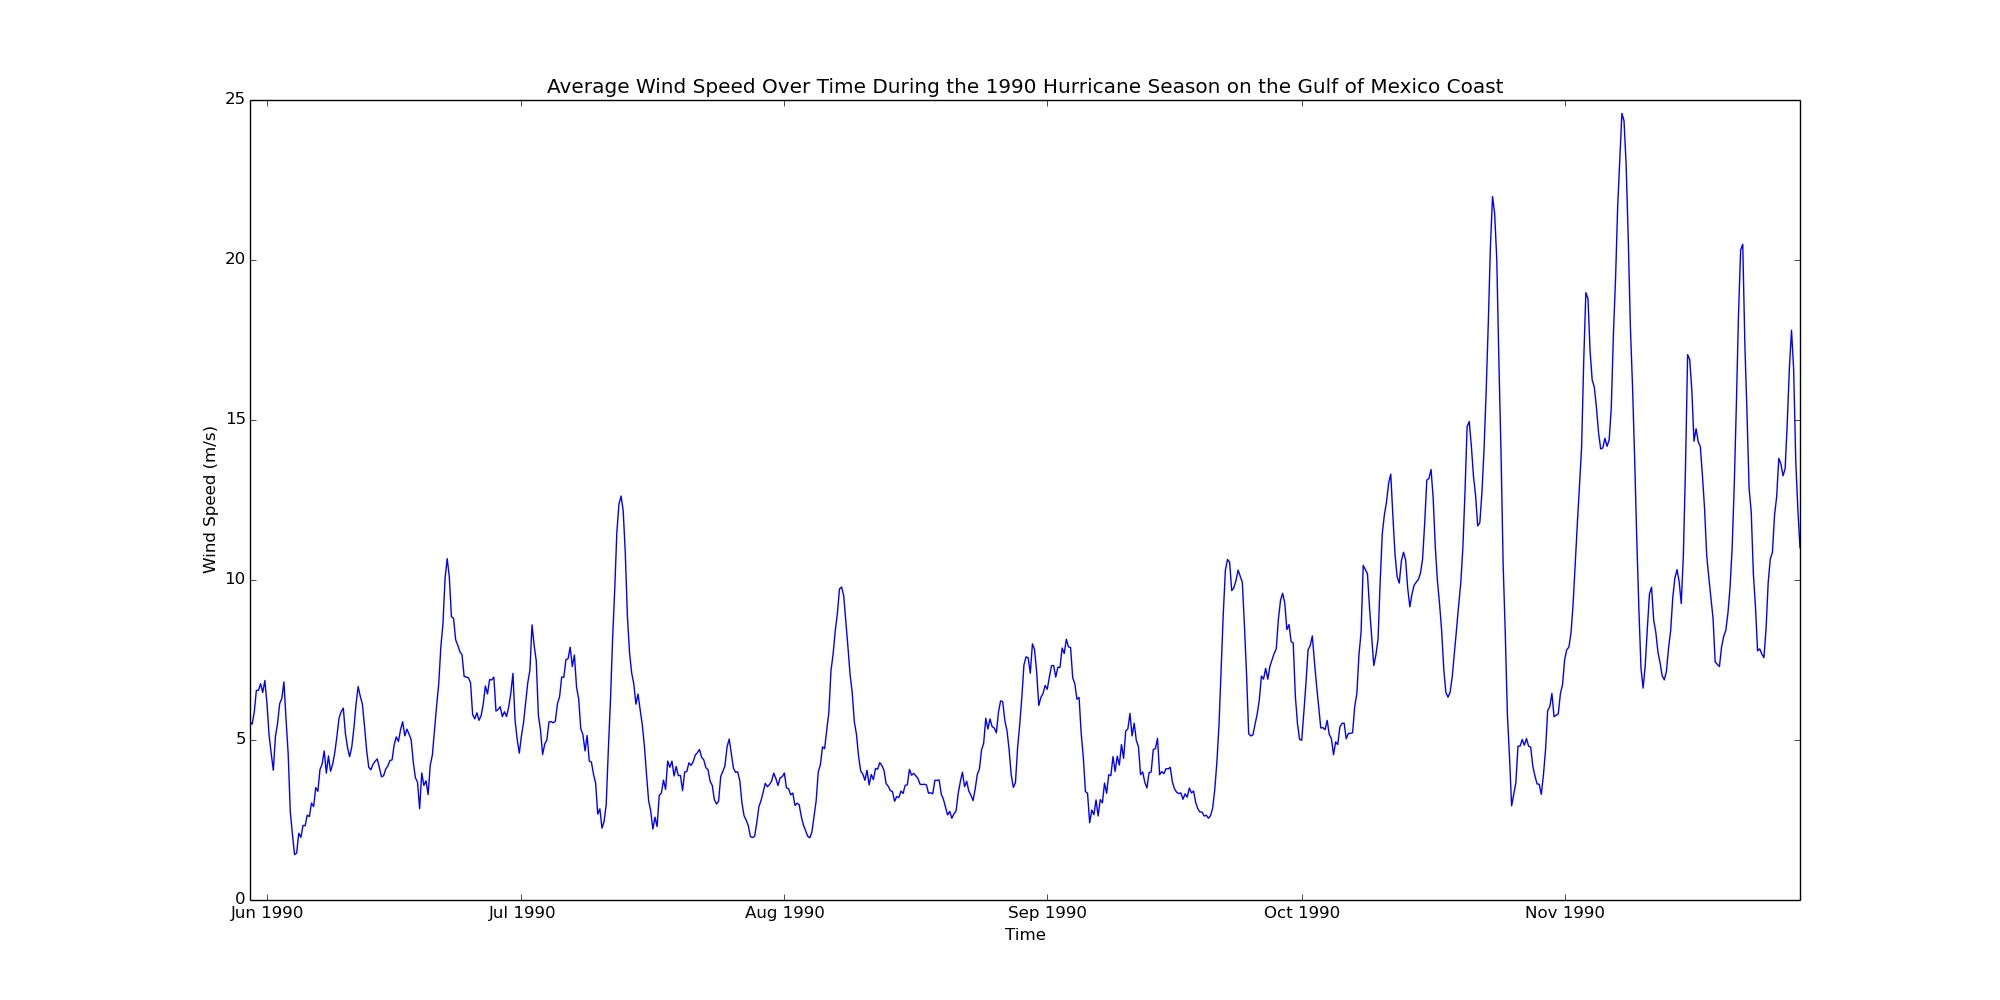 Average Wind Speed Over Time During the 1990 Hurricane Season on the Gulf of Mexico Coast
25
20
15
10
5
0
Wind Speed (m/s)
Jun 1990 Jul 1990 Aug 1990 Sep 1990 Oct 1990 Nov 1990
Time